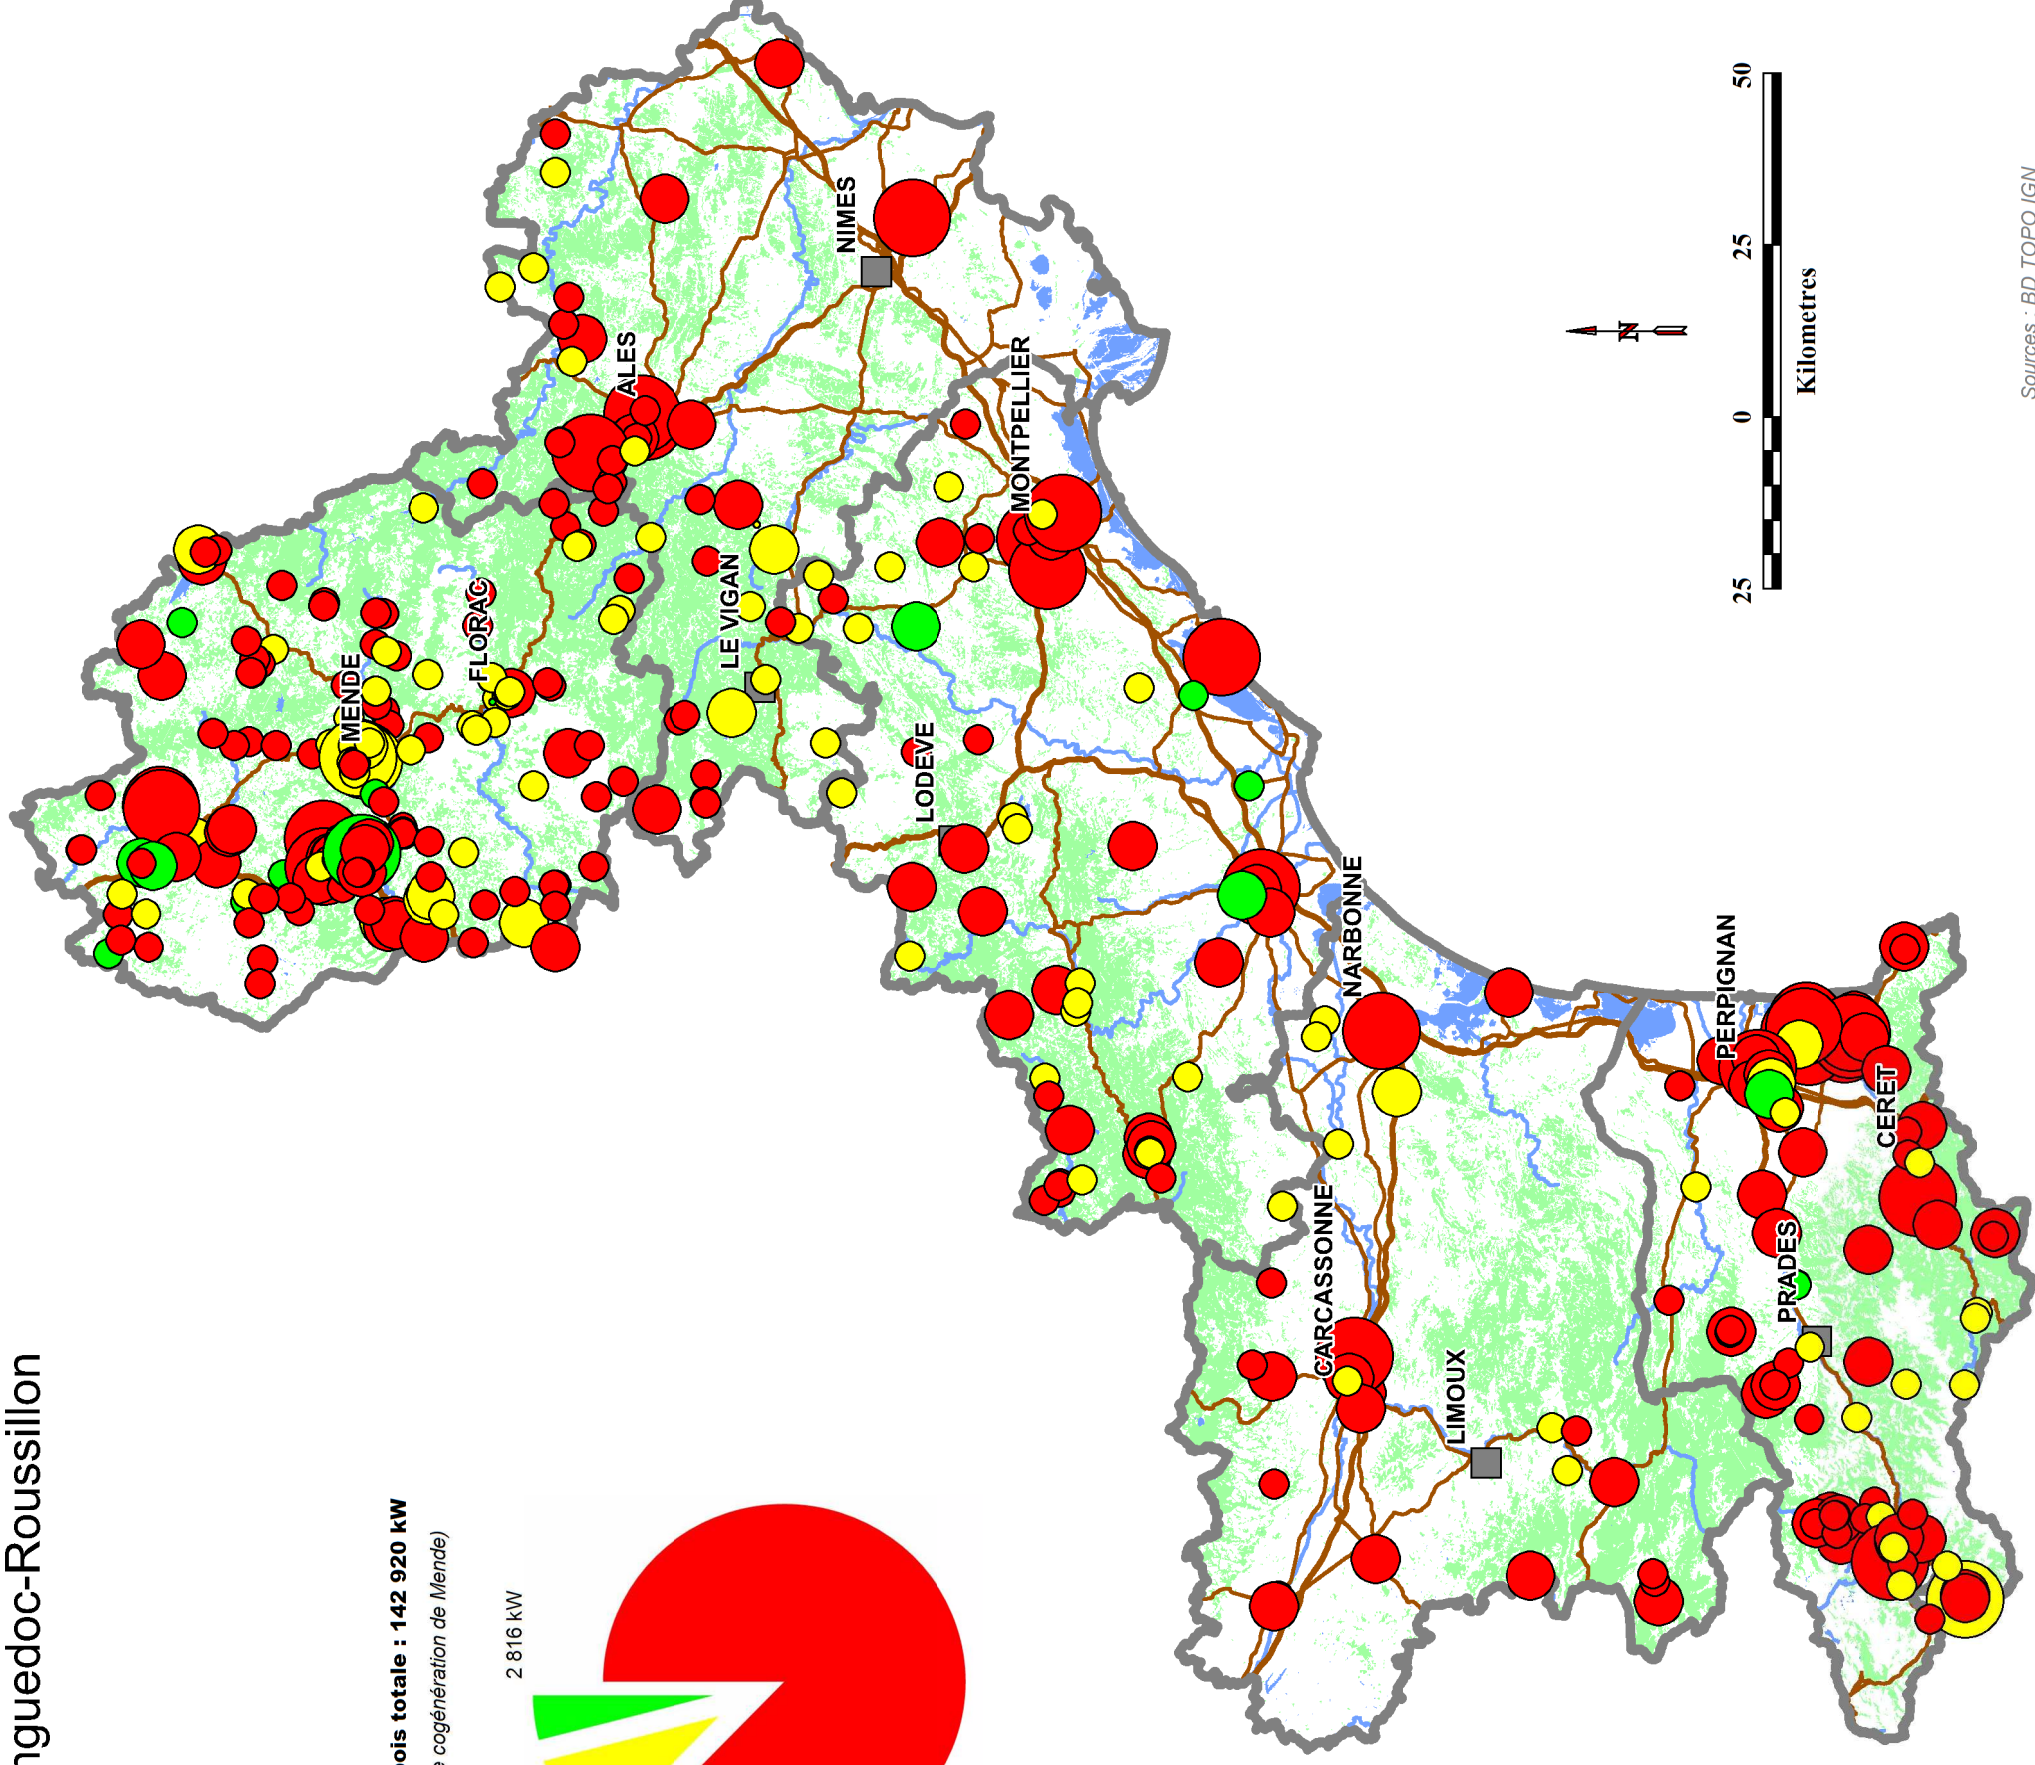 nguedoc-Roussillon
ois totale : 142 920 kW
cogénération de Mende)
2 816 kW
MENDE
FLORAC
ALES
LE VIGAN
NIMES
LODEVE
MONTPELLIER
NARBONNE
CARCASSONNE
LIMOUX
PERPIGNAN
PRADES
CERET
25 0 25 50
Kilometres
N
Sources : BD TOPO IGN